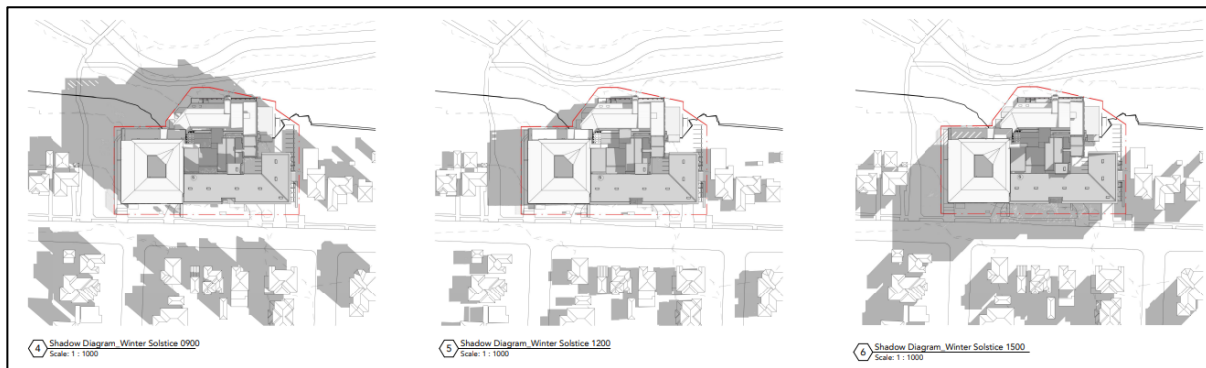 4 Shadow Diagram_Winter Solstice 0900
Scale: 1 : 1000
5 Shadow Diagram_Winter Solstice 1200
Scale: 1 : 1000
6 Shadow Diagram_Winter Solstice 1500
Scale: 1 : 1000